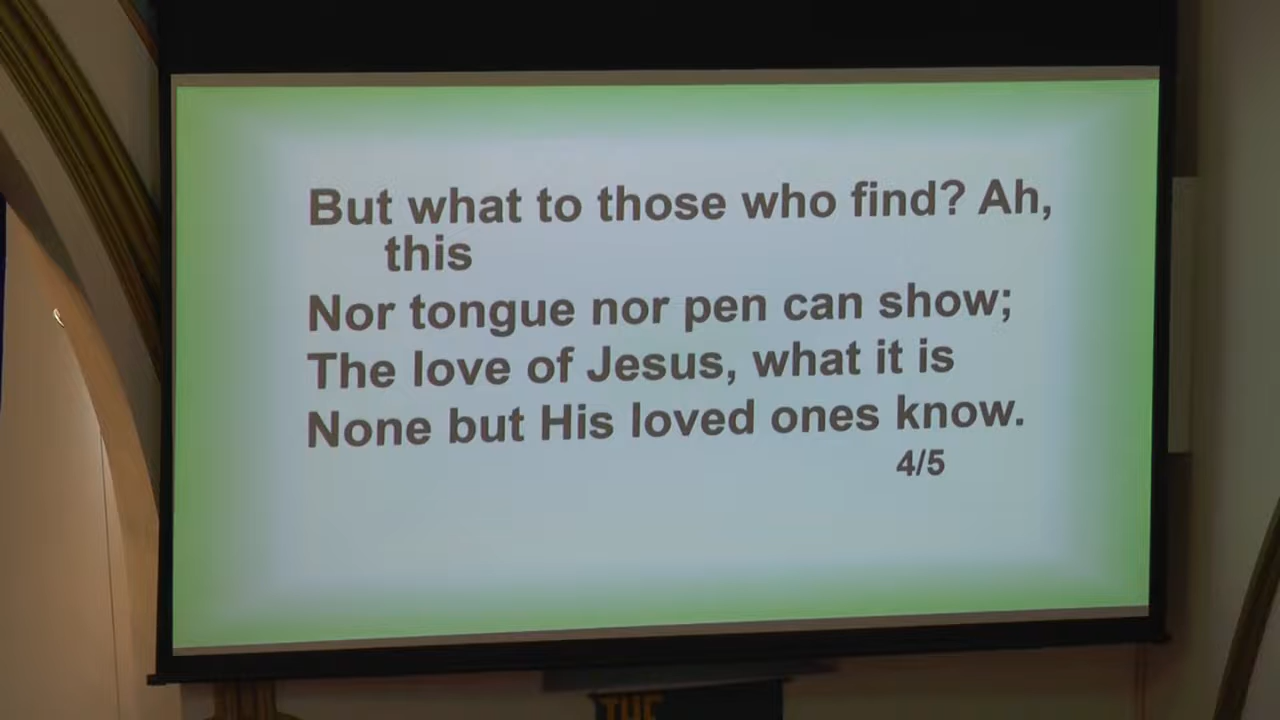 But what to those who find? Ah,
this
Nor tongue nor pen can show;
The love of Jesus, what it is
None but His loved ones know.
4/5
THE